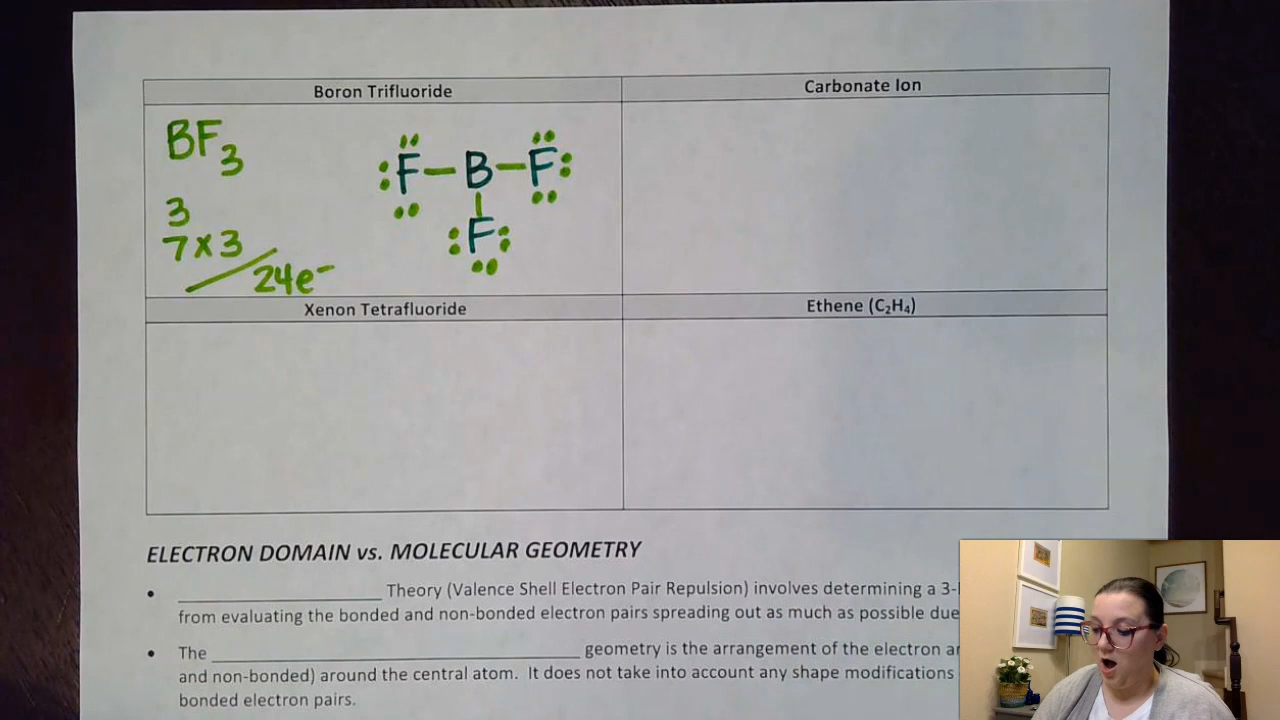 Boron Trifluoride
Carbonate Ion
BF₃
3
7x3
24e⁻
:F—B—F:
:F:
Xenon Tetrafluoride
Ethene (C₂H₄)
ELECTRON DOMAIN vs. MOLECULAR GEOMETRY
• ____________________ Theory (Valence Shell Electron Pair Repulsion) involves determining a 3-
from evaluating the bonded and non-bonded electron pairs spreading out as much as possible due
• The ____________________________________ geometry is the arrangement of the electron
and non-bonded) around the central atom. It does not take into account any shape modifications
bonded electron pairs.